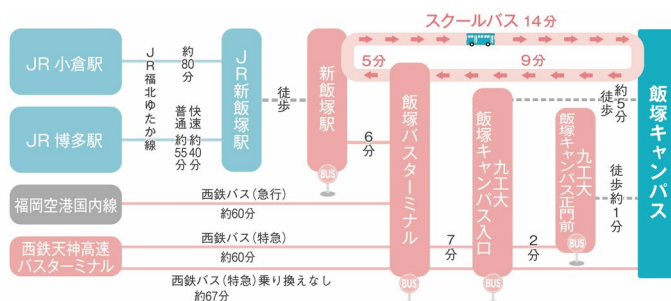 スクールバス 14分
5分
9分
JR 小倉駅
約80分
JR福北ゆたか線
JR 博多駅
普通 約55分
快速 約40分
JR新飯塚駅
徒歩
新飯塚駅
BUS
6分
飯塚バスターミナル
九工大
飯塚キャンパス入口
徒歩
約5分
九工大
飯塚キャンパス正門前
BUS
徒歩約1分
飯塚キャンパス
福岡空港国内線
西鉄バス(急行)
約60分
西鉄天神高速
バスターミナル
西鉄バス(特急)
約60分
7分
2分
西鉄バス(特急)乗り換えなし
約67分
BUS
BUS